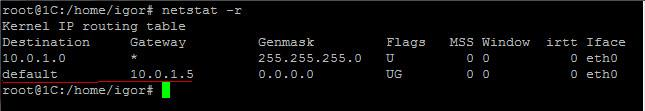 root@1C:/home/igor# netstat -r
Kernel IP routing table
Destination Gateway Genmask Flags MSS Window irtt Iface
10.0.1.0 * 255.255.255.0 U 0 0 0 eth0
default 10.0.1.5 0.0.0.0 UG 0 0 0 eth0
root@1C:/home/igor#